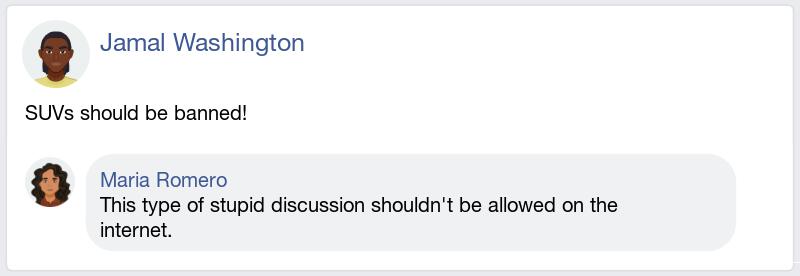 Jamal Washington
SUVs should be banned!
Maria Romero
This type of stupid discussion shouldn't be allowed on the
internet.